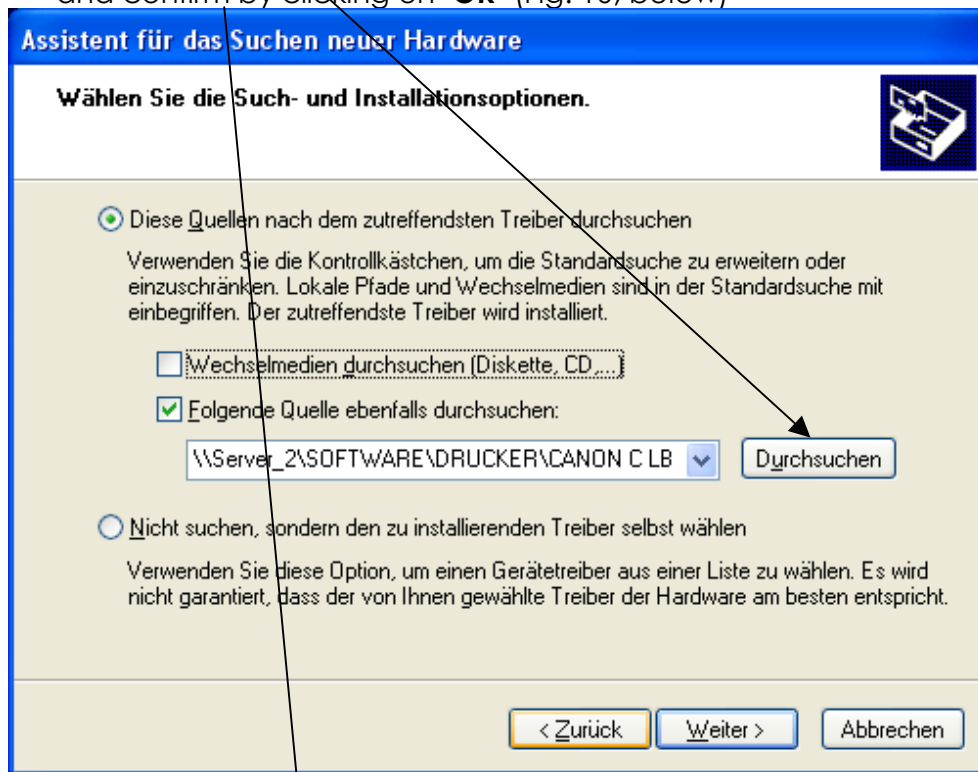 and confirm by clicking on "OK" (Fig. 10, below)
Assistent für das Suchen neuer Hardware
Wählen Sie die Such- und Installationsoptionen.
Diese Quellen nach dem zutreffendsten Treiber durchsuchen
Verwenden Sie die Kontrollkästchen, um die Standardsuche zu erweitern oder
einzuschränken. Lokale Pfade und Wechselmedien sind in der Standardsuche mit
einbegriffen. Der zutreffendste Treiber wird installiert.
Wechselmedien durchsuchen (Diskette, CD,...)
Folgende Quelle ebenfalls durchsuchen:
\\Server_2\SOFTWARE\DRUCKER\CANON C LB
Durchsuchen
Nicht suchen, sondern den zu installierenden Treiber selbst wählen
Verwenden Sie diese Option, um einen Gerätetreiber aus einer Liste zu wählen. Es wird
nicht garantiert, dass der von Ihnen gewählte Treiber der Hardware am besten entspricht.
< Zurück
Weiter >
Abbrechen